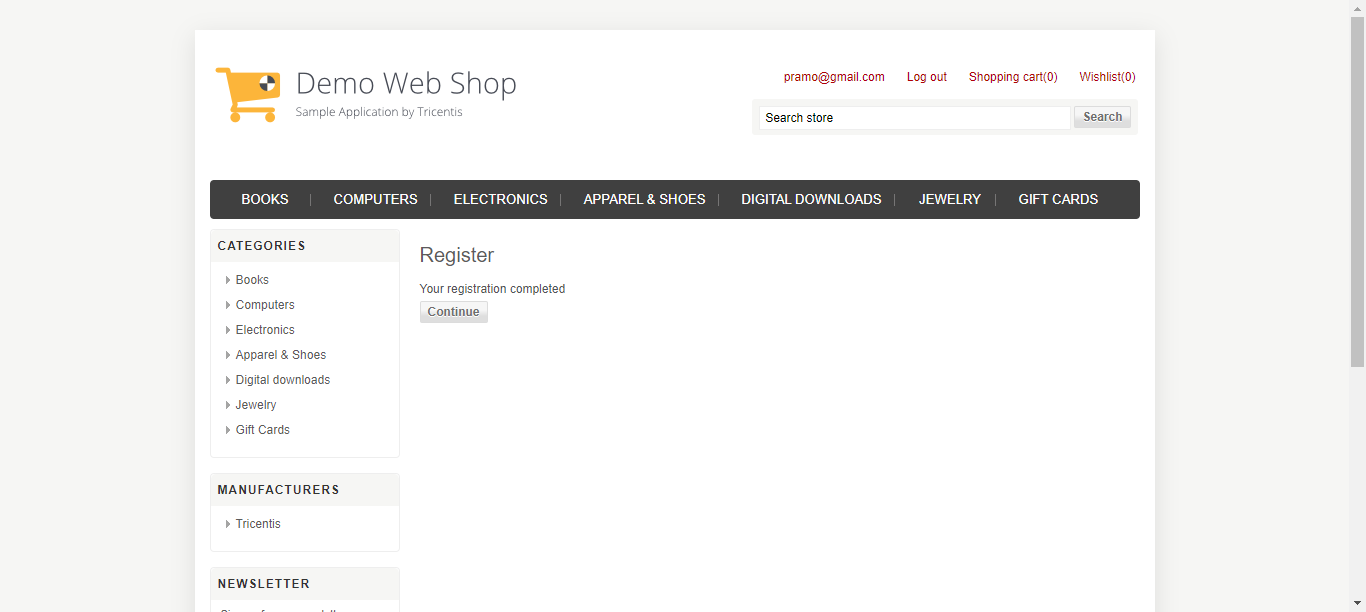 Demo Web Shop
Sample Application by Tricentis
pramo@gmail.com Log out Shopping cart(0) Wishlist(0)
Search store Search
BOOKS COMPUTERS ELECTRONICS APPAREL & SHOES DIGITAL DOWNLOADS JEWELRY GIFT CARDS
CATEGORIES
Books
Computers
Electronics
Apparel & Shoes
Digital downloads
Jewelry
Gift Cards
MANUFACTURERS
Tricentis
NEWSLETTER
Register
Your registration completed
Continue